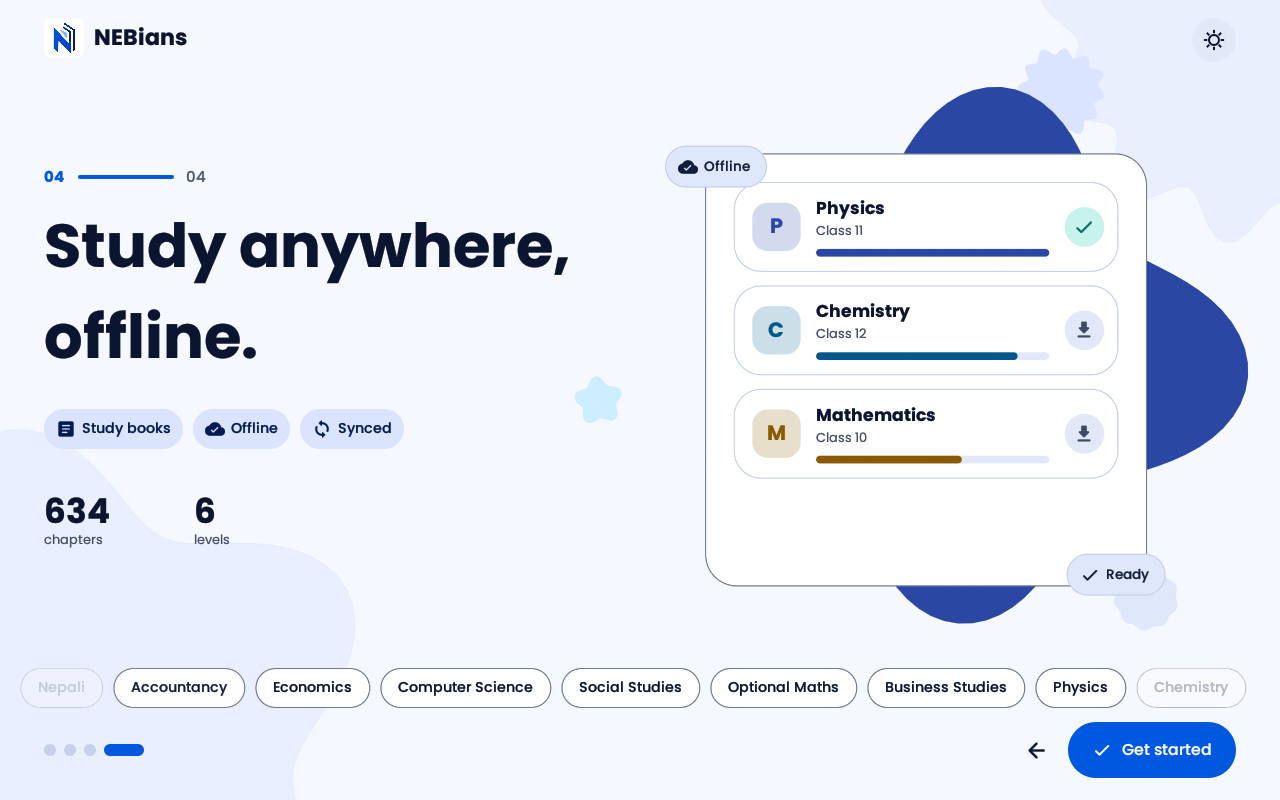 NEBians
04 04
Study anywhere,
offline.
Study books
Offline
Synced
634
chapters
6
levels
Offline
P
Physics
Class 11
C
Chemistry
Class 12
M
Mathematics
Class 10
Ready
Nepali
Accountancy
Economics
Computer Science
Social Studies
Optional Maths
Business Studies
Physics
Chemistry
Get started